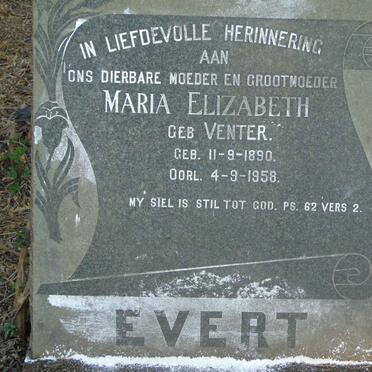 IN LIEFDEVOLLE HERINNERING
AAN
ONS DIERBARE MOEDER EN GROOTMOEDER
MARIA ELIZABETH
GEB VENTER.
GEB. 11-9-1890.
OORL. 4-9-1958.
MY SIEL IS STIL TOT GOD. PS. 62 VERS 2.
EVERT